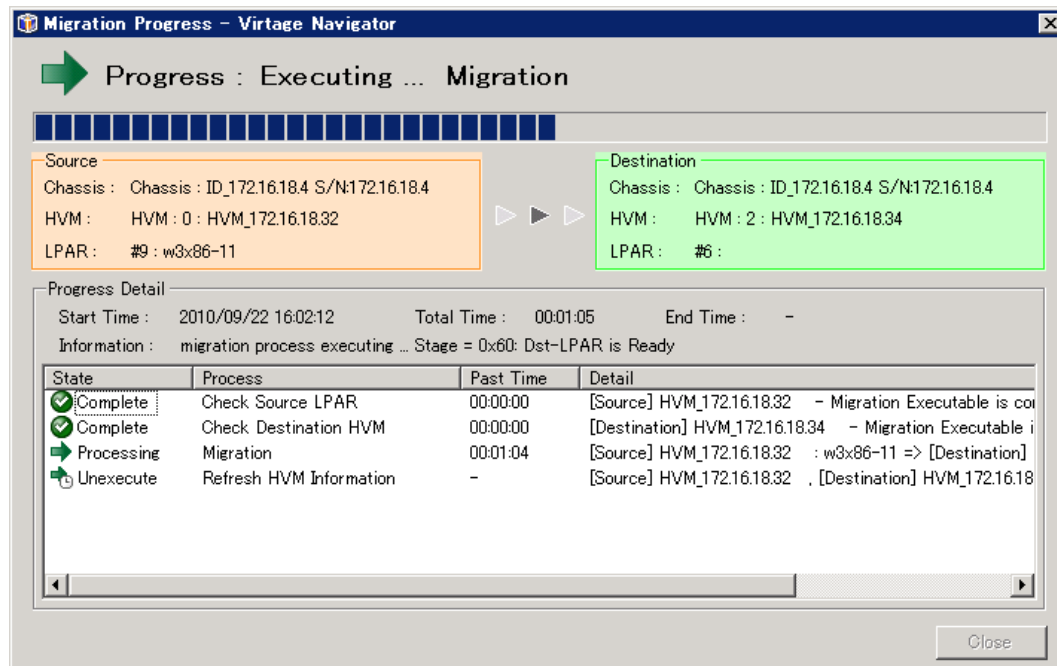 Migration Progress - Virtage Navigator
Progress : Executing ... Migration
Source
Chassis : Chassis : ID_172.16.18.4 S/N:172.16.18.4
HVM : HVM : 0 : HVM_172.16.18.32
LPAR : #9 : w3x86-11
Destination
Chassis : Chassis : ID_172.16.18.4 S/N:172.16.18.4
HVM : HVM : 2 : HVM_172.16.18.34
LPAR : #6 :
Progress Detail
Start Time : 2010/09/22 16:02:12 Total Time : 00:01:05 End Time : -
Information : migration process executing ... Stage = 0x60: Dst-LPAR is Ready
State Process Past Time Detail
Complete Check Source LPAR 00:00:00 [Source] HVM_172.16.18.32 - Migration Executable is
Complete Check Destination HVM 00:00:00 [Destination] HVM_172.16.18.34 - Migration Executable
Processing Migration 00:01:04 [Source] HVM_172.16.18.32 : w3x86-11 => [Destination]
Unexecute Refresh HVM Information - [Source] HVM_172.16.18.32 , [Destination] HVM_172.16.18
Close